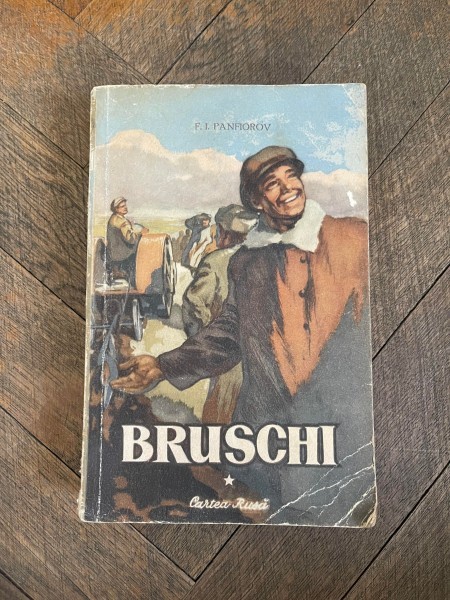 F. I. PANFIOROV
BRUSCHI
Cartea Rusă